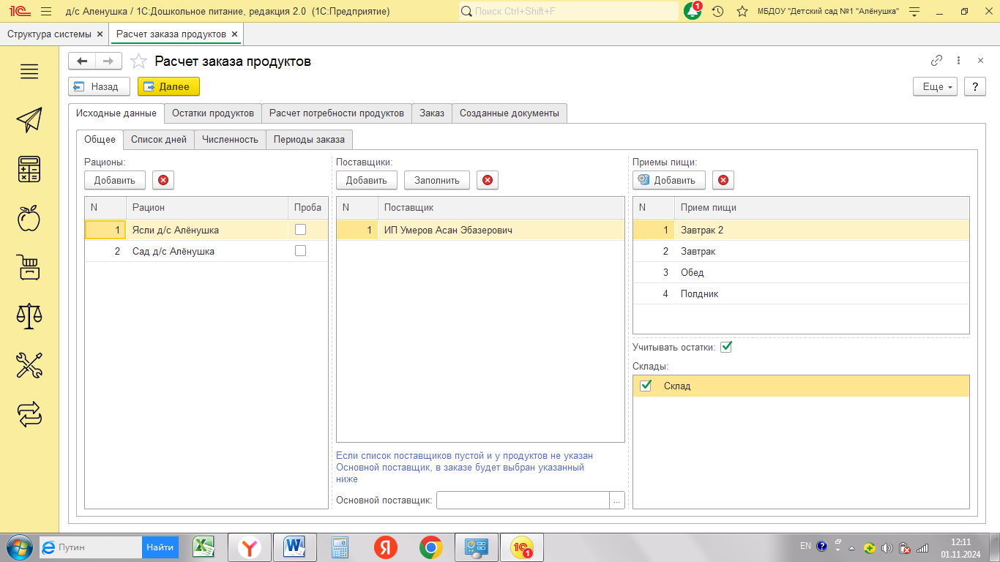 1С д/с Аленушка / 1С:Дошкольное питание, редакция 2.0 (1С:Предприятие) Поиск Ctrl+Shift+F 1 МБДОУ "Детский сад №1 "Алёнушка"
Структура системы × Расчет заказа продуктов ×
Расчет заказа продуктов
Назад Далее Еще ?
Исходные данные Остатки продуктов Расчет потребности продуктов Заказ Созданные документы
Общее Список дней Численность Периоды заказа
Рационы: Поставщики: Приемы пищи:
Добавить Добавить Заполнить Добавить
N Рацион Проба N Поставщик N Прием пищи
1 Ясли д/с Алёнушка 1 ИП Умеров Асан Эбазерович 1 Завтрак 2
2 Сад д/с Алёнушка 2 Завтрак
3 Обед
4 Полдник
Учитывать остатки:
Склады:
Склад
Если список поставщиков пустой и у продуктов не указан
Основной поставщик, в заказе будет выбран указанный
ниже
Основной поставщик: ...
Путин Найти EN 12:11
01.11.2024